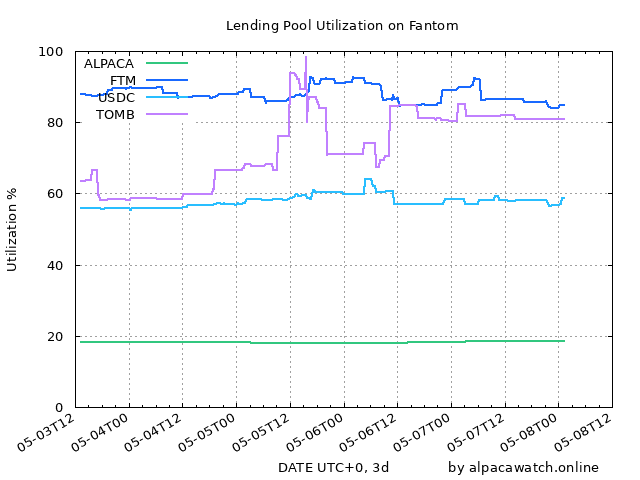 Lending Pool Utilization on Fantom
100
80
60
40
20
0
Utilization %
ALPACA
FTM
USDC
TOMB
05-03T12
05-04T00
05-04T12
05-05T00
05-05T12
05-06T00
05-06T12
05-07T00
05-07T12
05-08T00
05-08T12
DATE UTC+0, 3d
by alpacawatch.online